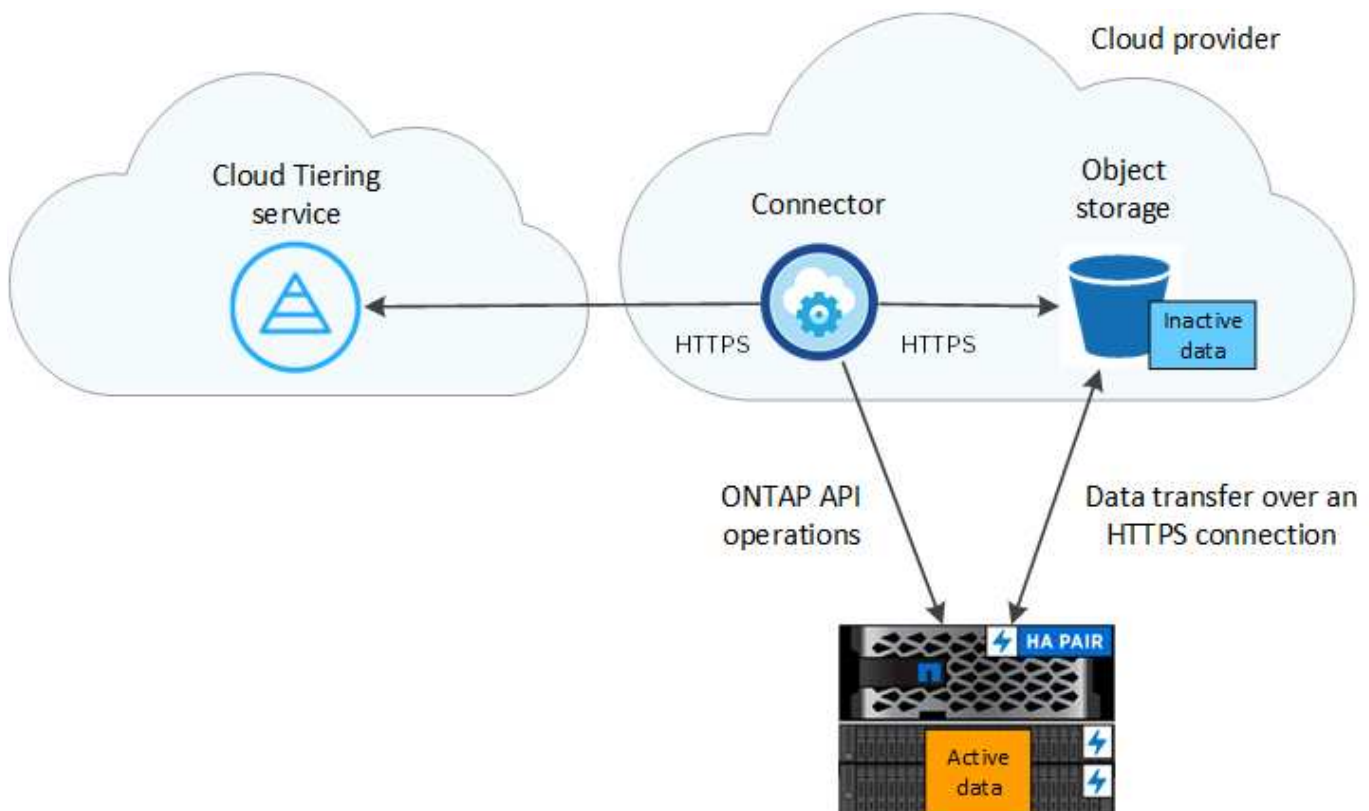 Cloud provider
Cloud Tiering
service
Connector
Object
storage
Inactive
data
HTTPS
HTTPS
ONTAP API
operations
Data transfer over an
HTTPS connection
HA PAIR
Active
data